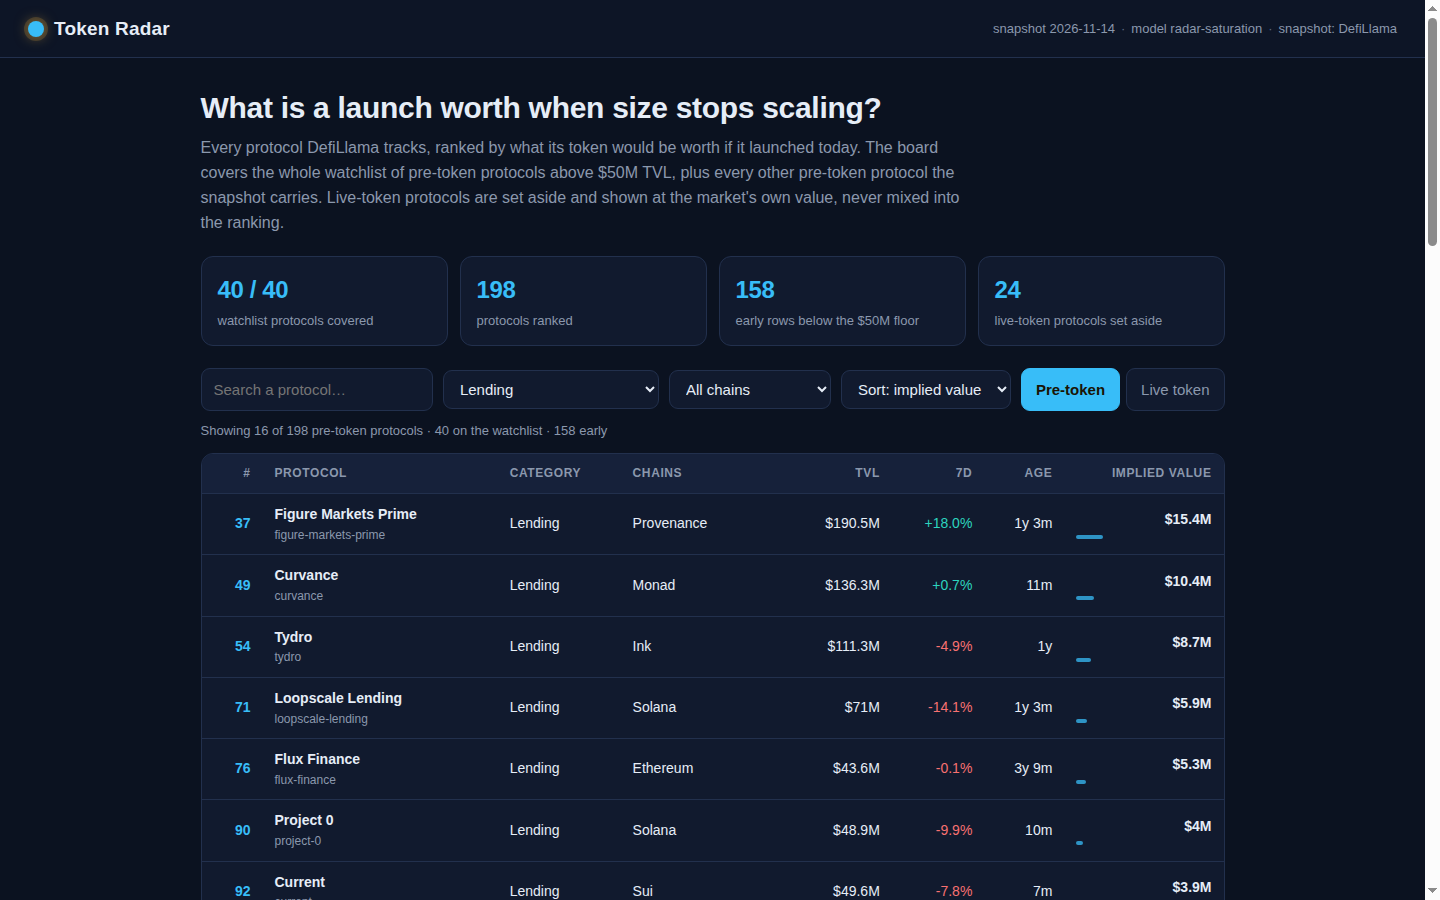 Token Radar
snapshot 2026-11-14 · model radar-saturation · snapshot: DefiLlama
What is a launch worth when size stops scaling?
Every protocol DefiLlama tracks, ranked by what its token would be worth if it launched today. The board
covers the whole watchlist of pre-token protocols above $50M TVL, plus every other pre-token protocol the
snapshot carries. Live-token protocols are set aside and shown at the market's own value, never mixed into
the ranking.
40 / 40
watchlist protocols covered
198
protocols ranked
158
early rows below the $50M floor
24
live-token protocols set aside
Search a protocol…
Lending
All chains
Sort: implied value
Pre-token
Live token
Showing 16 of 198 pre-token protocols · 40 on the watchlist · 158 early
# PROTOCOL CATEGORY CHAINS TVL 7D AGE IMPLIED VALUE
37 Figure Markets Prime Lending Provenance $190.5M +18.0% 1y 3m $15.4M
figure-markets-prime
49 Curvance Lending Monad $136.3M +0.7% 11m $10.4M
curvance
54 Tydro Lending Ink $111.3M -4.9% 1y $8.7M
tydro
71 Loopscale Lending Lending Solana $71M -14.1% 1y 3m $5.9M
loopscale-lending
76 Flux Finance Lending Ethereum $43.6M -0.1% 3y 9m $5.3M
flux-finance
90 Project 0 Lending Solana $48.9M -9.9% 10m $4M
project-0
92 Current Lending Sui $49.6M -7.8% 7m $3.9M